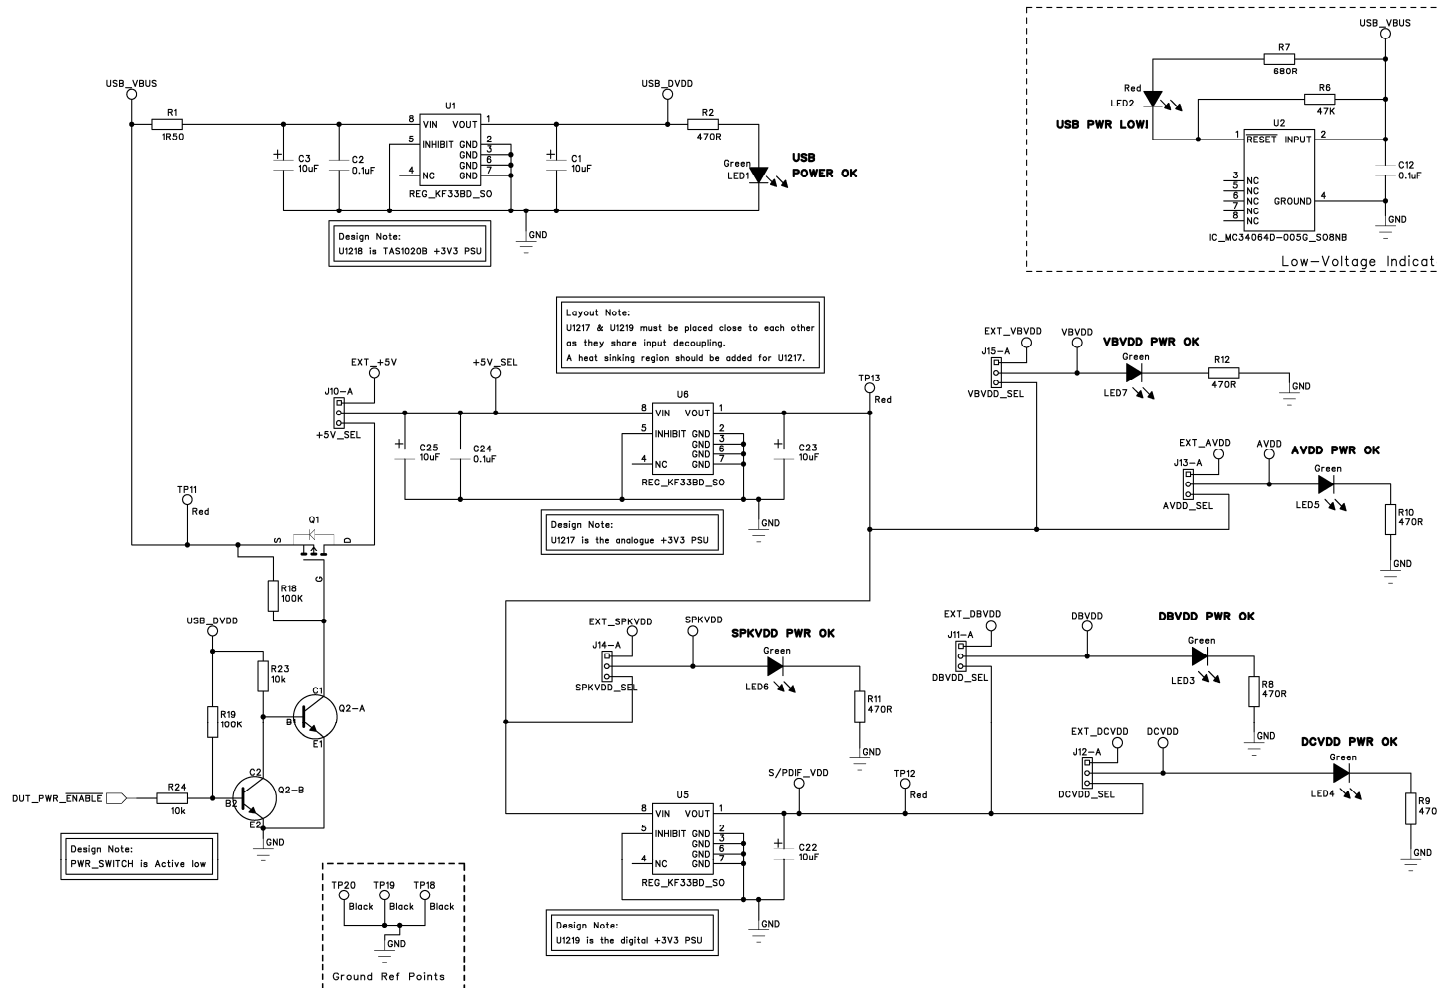 USB_VBUS
R1
1R50
C3
10uF
C2
0.1uF
U1
8 VIN VOUT 1
5 INHIBIT GND 2
GND 3
GND 6
4 NC GND 7
REG_KF33BD_SO
C1
10uF
USB_DVDD
R2
470R
Green
LED1
USB
POWER OK
GND
Design Note:
U1218 is TAS1020B +3V3 PSU
USB_VBUS
R7
680R
Red
LED2
R6
47K
USB PWR LOW!
U2
1 RESET INPUT 2
3 NC
5 NC
6 NC
7 NC
8 NC
GROUND 4
C12
0.1uF
GND
IC_MC34064D-005G_SO8NB
Low-Voltage Indicat
Layout Note:
U1217 & U1219 must be placed close to each other
as they share input decoupling.
A heat sinking region should be added for U1217.
EXT_+5V
J10-A
+5V_SEL
+5V_SEL
C25
10uF
C24
0.1uF
U6
8 VIN VOUT 1
5 INHIBIT GND 2
GND 3
GND 6
4 NC GND 7
REC_KF33BD_SO
C23
10uF
GND
TP13
Red
Design Note:
U1217 is the analogue +3V3 PSU
EXT_VBVDD
J15-A
VBVDD_SEL
VBVDD
VBVDD PWR OK
Green
LED7
R12
470R
GND
EXT_AVDD
J13-A
AVDD_SEL
AVDD
AVDD PWR OK
Green
LED5
R10
470R
GND
TP11
Red
Q1
S
D
G
R18
100K
USB_DVDD
R23
10k
R19
100K
C1
B1
E1
Q2-A
C2
B2
E2
Q2-B
DUT_PWR_ENABLE
R24
10k
GND
Design Note:
PWR_SWITCH is Active low
EXT_SPKVDD
J14-A
SPKVDD_SEL
SPKVDD
SPKVDD PWR OK
Green
LED6
R11
470R
GND
EXT_DBVDD
J11-A
DBVDD_SEL
DBVDD
DBVDD PWR OK
Green
LED3
R8
470R
GND
EXT_DCVDD
J12-A
DCVDD_SEL
DCVDD
DCVDD PWR OK
Green
LED4
R9
470
GND
S/PDIF_VDD
TP12
Red
U5
8 VIN VOUT 1
5 INHIBIT GND 2
GND 3
GND 6
4 NC GND 7
REG_KF33BD_SO
C22
10uF
GND
Design Note:
U1219 is the digital +3V3 PSU
TP20 TP19 TP18
Black Black Black
GND
Ground Ref Points